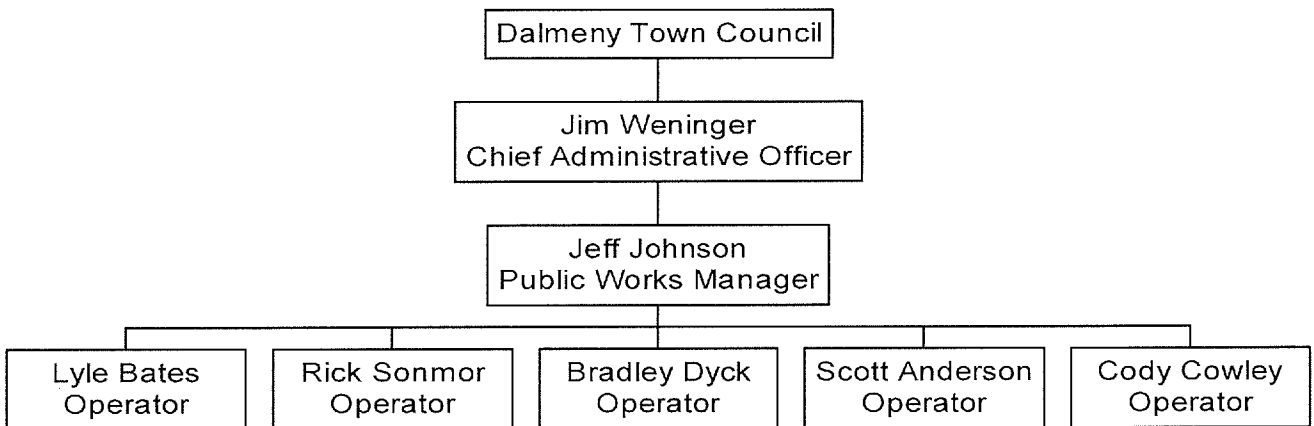 Dalmeny Town Council
Jim Weninger
Chief Administrative Officer
Jeff Johnson
Public Works Manager
Lyle Bates
Operator
Rick Sonmor
Operator
Bradley Dyck
Operator
Scott Anderson
Operator
Cody Cowley
Operator